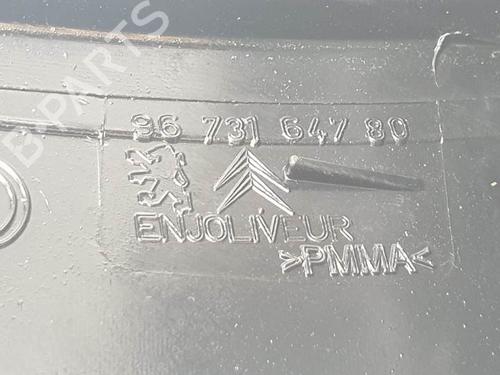 B-PARTS
96 731 647 80
ENJOLIVEUR
>PMMA<